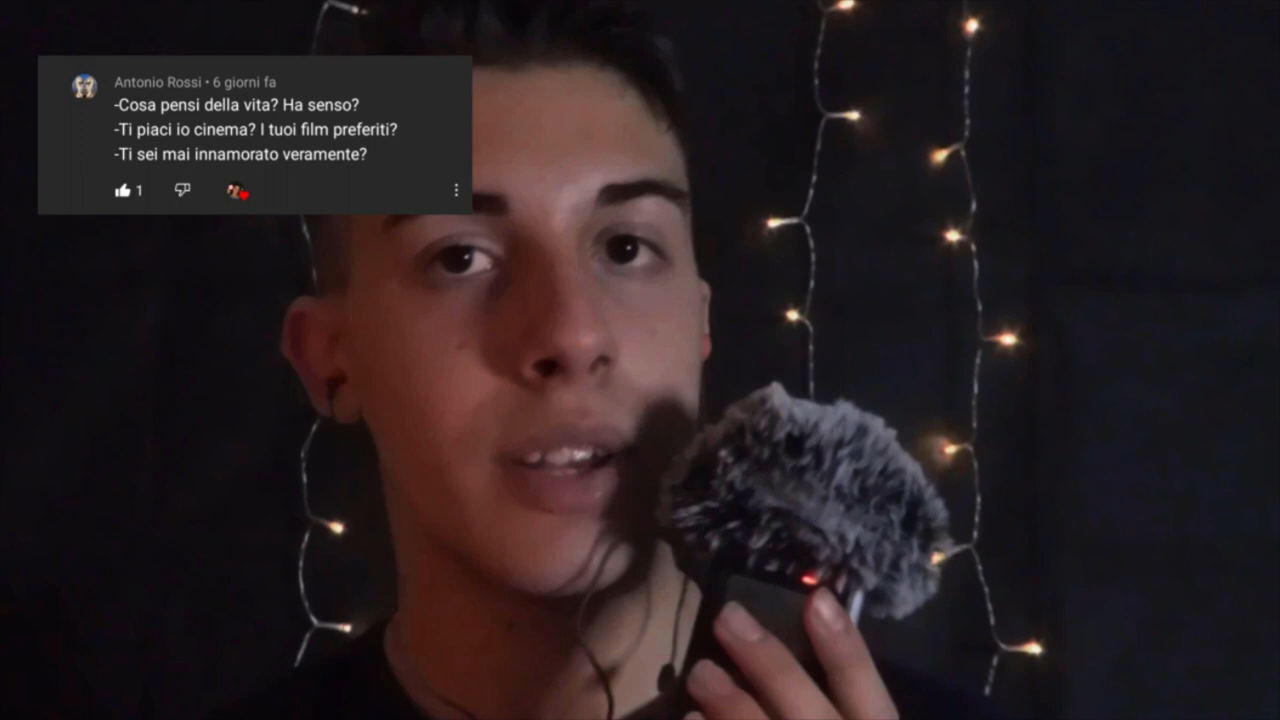 Antonio Rossi • 6 giorni fa
-Cosa pensi della vita? Ha senso?
-Ti piaci io cinema? I tuoi film preferiti?
-Ti sei mai innamorato veramente?
1